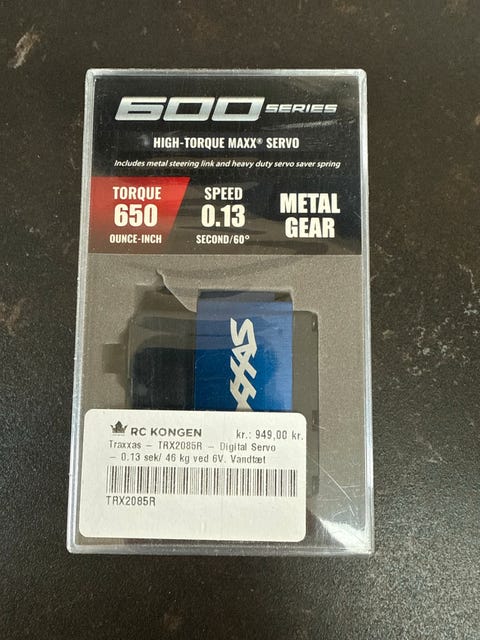 600 SERIES
HIGH-TORQUE MAXX® SERVO
Includes metal steering link and heavy duty servo saver spring
TORQUE
650
OUNCE-INCH
SPEED
0.13
SECOND/60°
METAL
GEAR
XXAS
RC KONGEN kr.: 949,00 kr.
Traxxas – TRX2085R – Digital Servo
– 0.13 sek/ 46 kg ved 6V. Vandtæt
TRX2085R